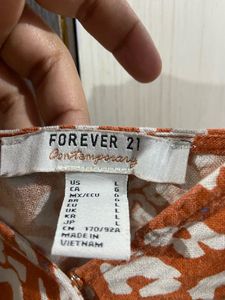 FOREVER 21
Contemporary
US L
CA G
MX/ECU G
BR G
EU L
UK L
KR L
JP L
CN 170/92A
MADE IN
VIETNAM